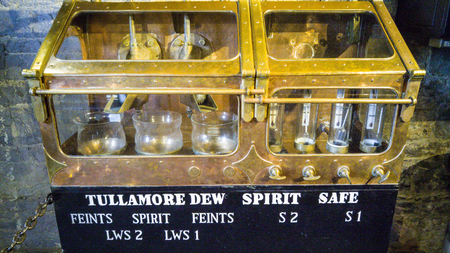 TULLAMORE DEW SPIRIT SAFE
FEINTS SPIRIT FEINTS S 2 S 1
LWS 2 LWS 1